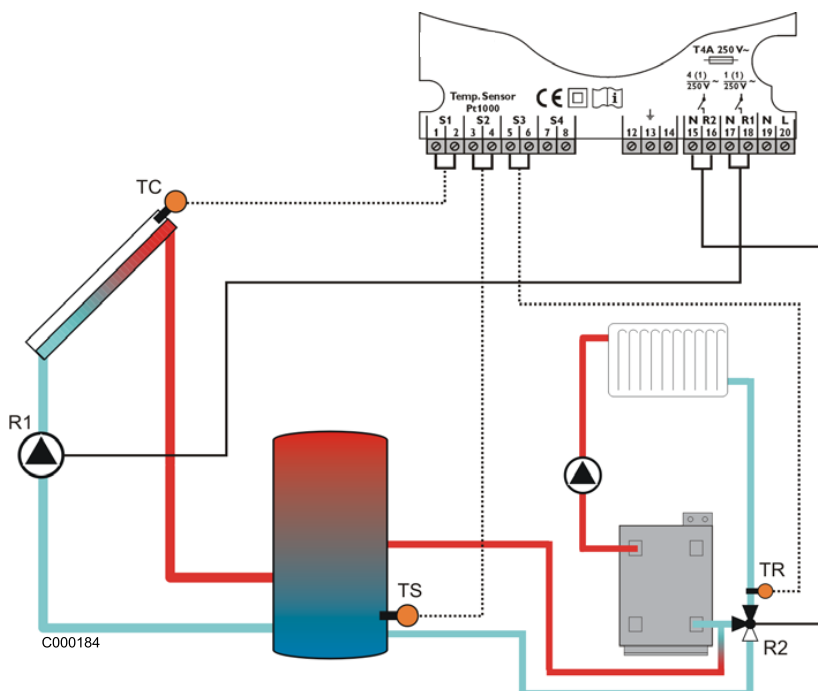 T4A 250 V~
4 (1)
250 V ~
1 (1)
250 V ~
Temp. Sensor
Pt1000
CE i
S1 S2 S3 S4
N R2 N R1 N L
1 2 3 4 5 6 7 8 12 13 14 15 16 17 18 19 20
TC
R1
TS
TR
R2
C000184